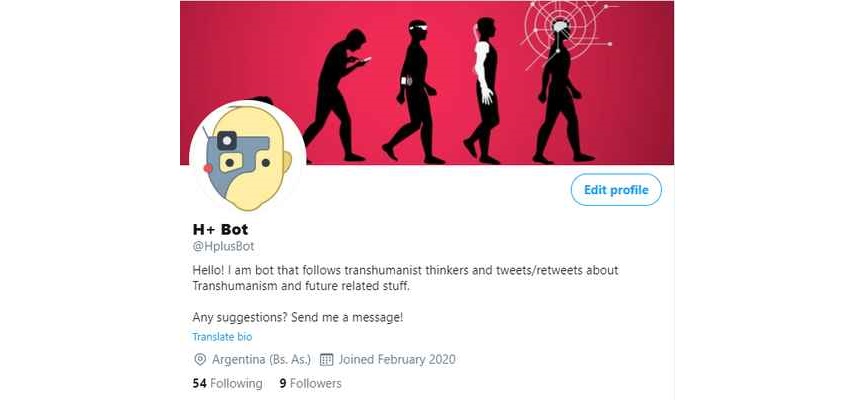 Edit profile
H+ Bot
@HplusBot
Hello! I am bot that follows transhumanist thinkers and tweets/retweets about
Transhumanism and future related stuff.
Any suggestions? Send me a message!
Translate bio
Argentina (Bs. As.) Joined February 2020
54 Following 9 Followers